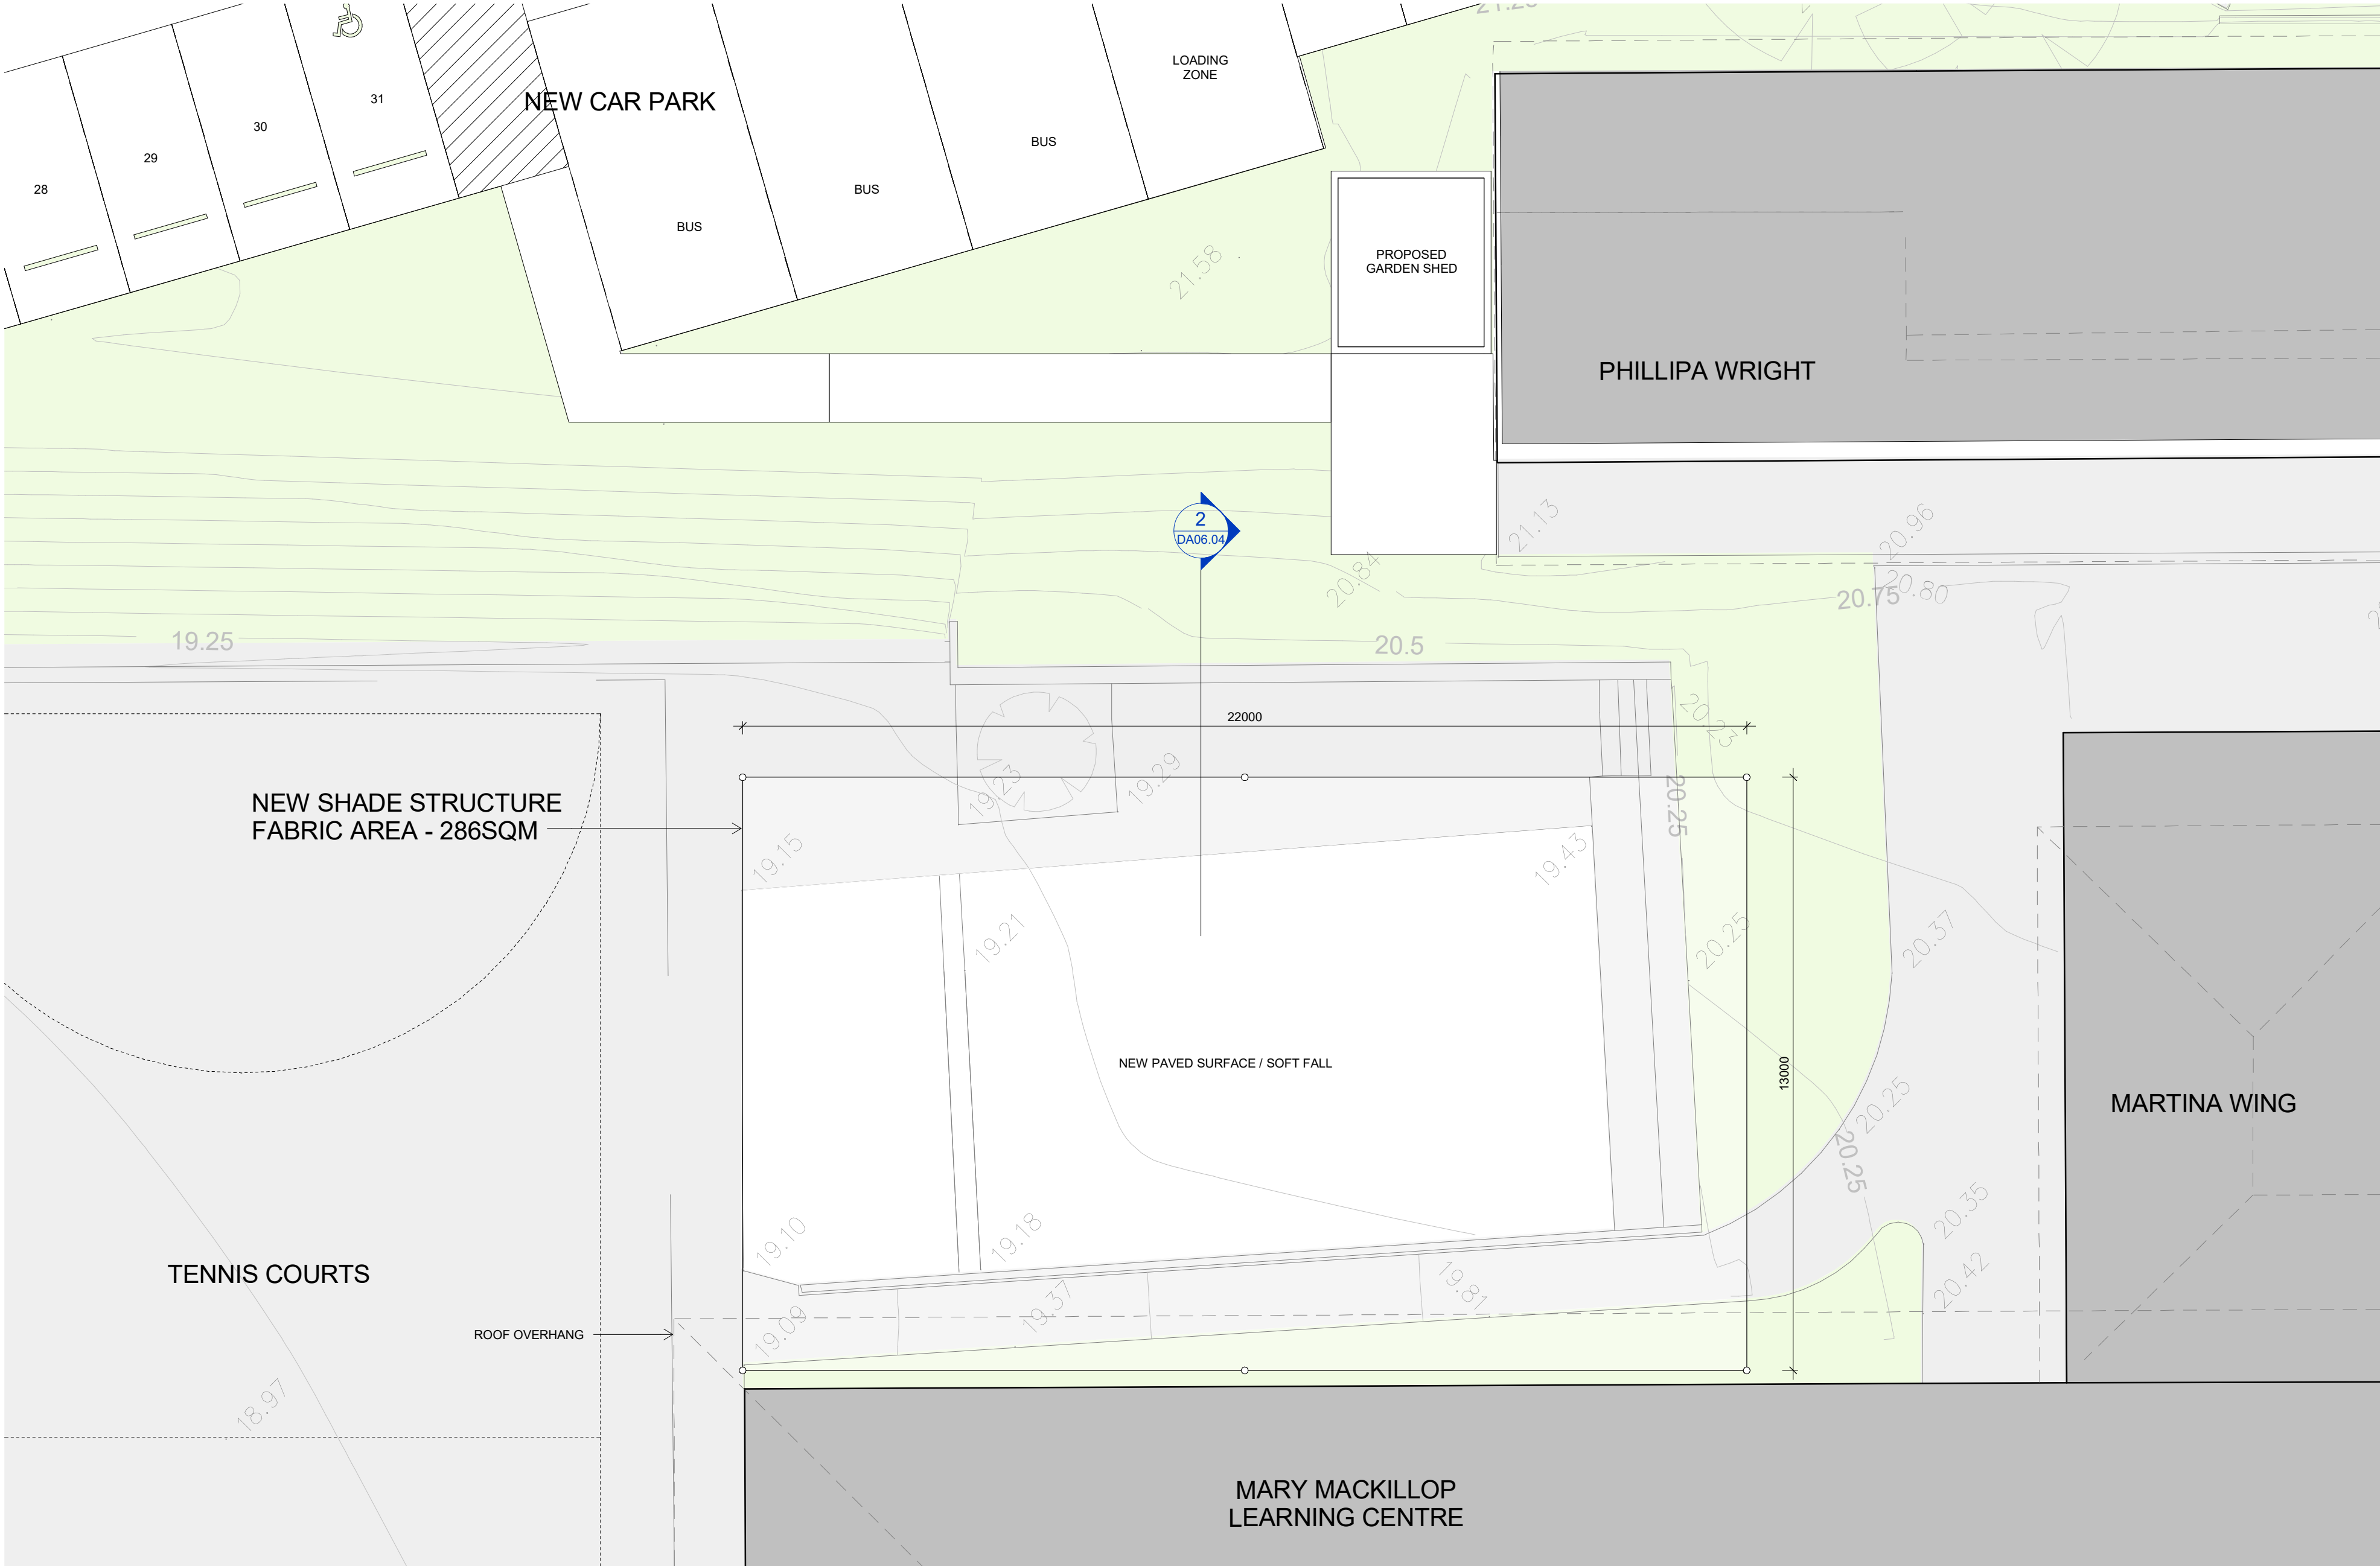 21.25
LOADING
ZONE
31
NEW CAR PARK
30
BUS
29
28
BUS
BUS
21.58
PROPOSED
GARDEN SHED
PHILLIPA WRIGHT
2
DA06.04
21.13
20.96
20.84
20.75
20.80
19.25
20.5
20.23
22000
NEW SHADE STRUCTURE
FABRIC AREA - 286SQM
19.23
19.29
20.25
19.15
19.43
19.21
20.25
20.37
NEW PAVED SURFACE / SOFT FALL
13000
MARTINA WING
20.25
20.25
20.35
19.10
19.18
TENNIS COURTS
20.42
19.37
19.81
19.09
ROOF OVERHANG
18.97
MARY MACKILLOP
LEARNING CENTRE